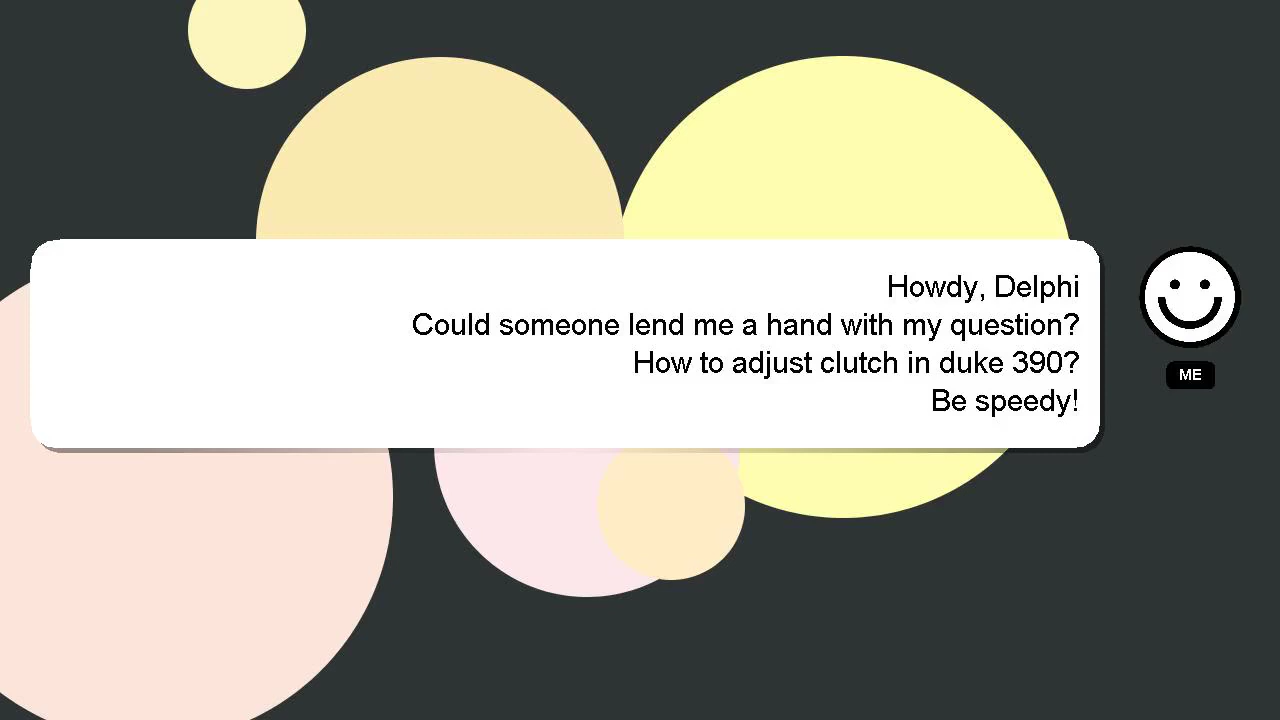 Howdy, Delphi
Could someone lend me a hand with my question?
How to adjust clutch in duke 390?
Be speedy!
ME